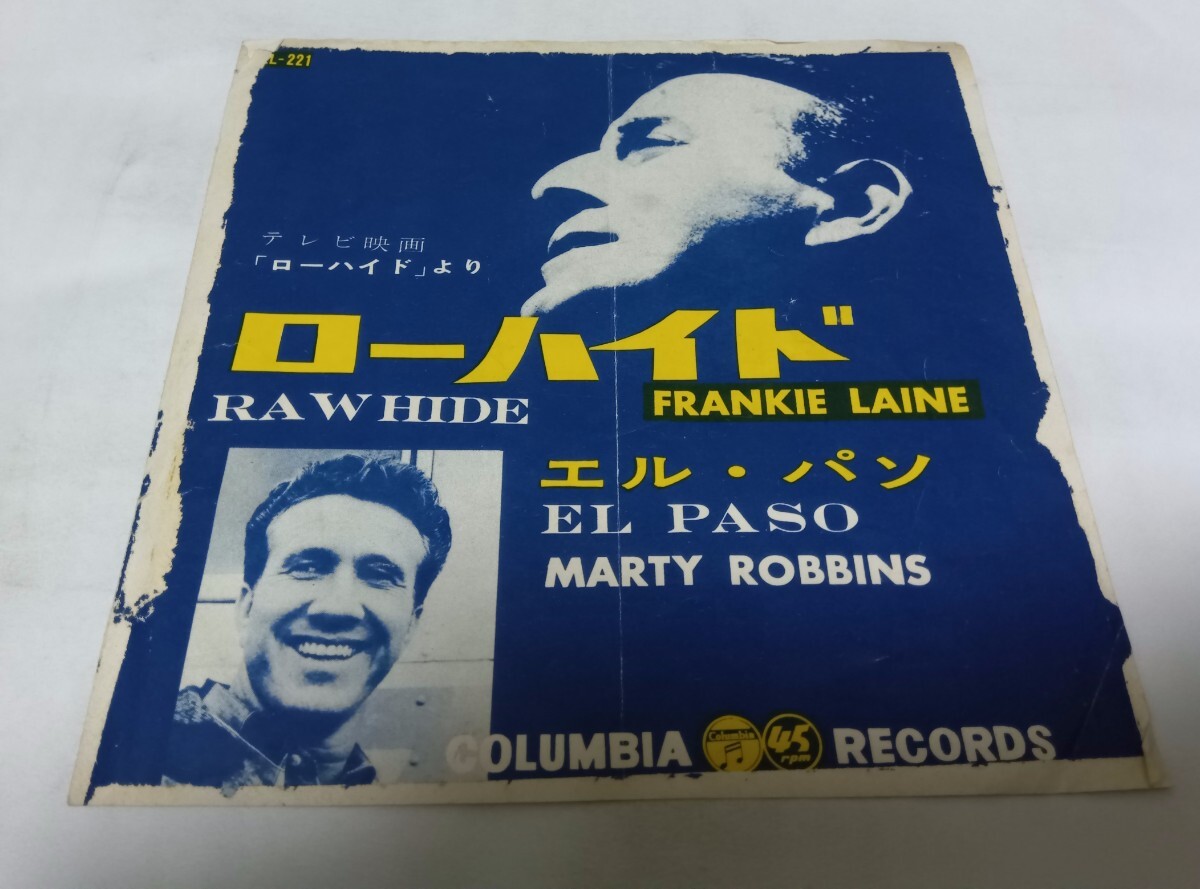 L-221
テレビ映画
「ローハイド」より
ローハイド
RAWHIDE
FRANKIE LAINE
エル・パソ
EL PASO
MARTY ROBBINS
COLUMBIA Columbia 45 rpm RECORDS